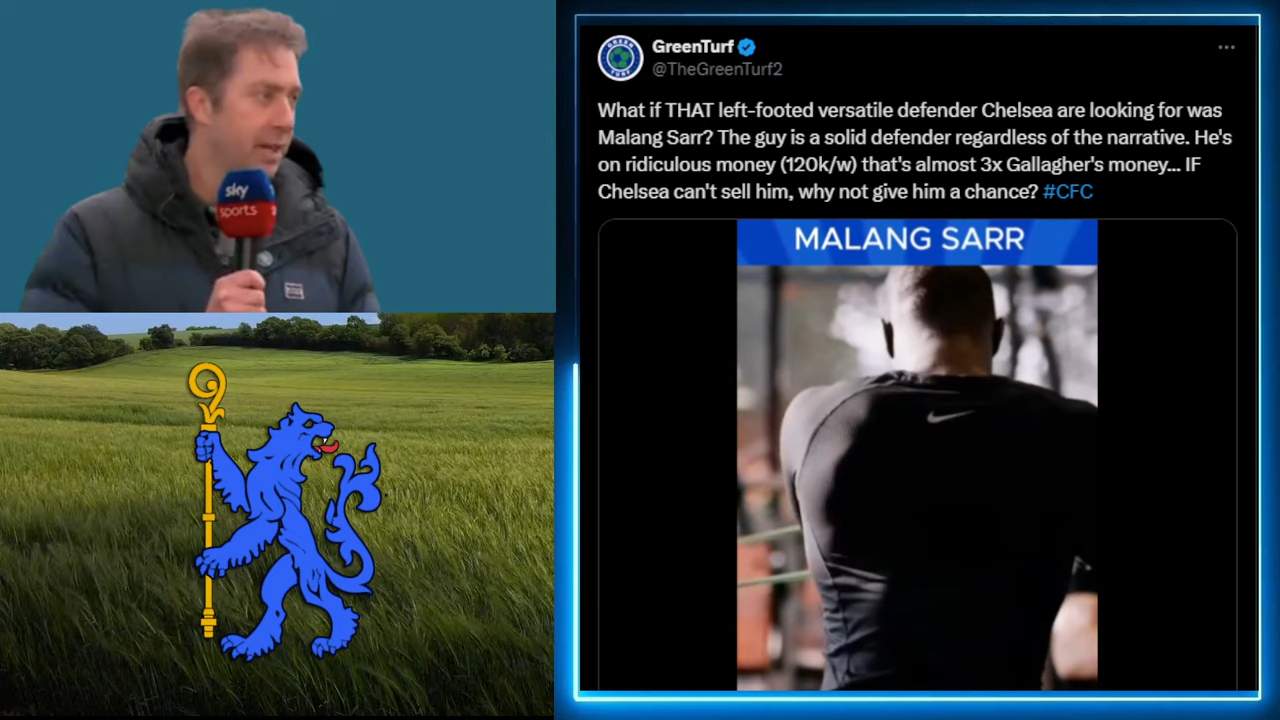 sky
sports
GreenTurf
@TheGreenTurf2
What if THAT left-footed versatile defender Chelsea are looking for was
Malang Sarr? The guy is a solid defender regardless of the narrative. He's
on ridiculous money (120k/w) that's almost 3x Gallagher's money... IF
Chelsea can't sell him, why not give him a chance? #CFC
MALANG SARR